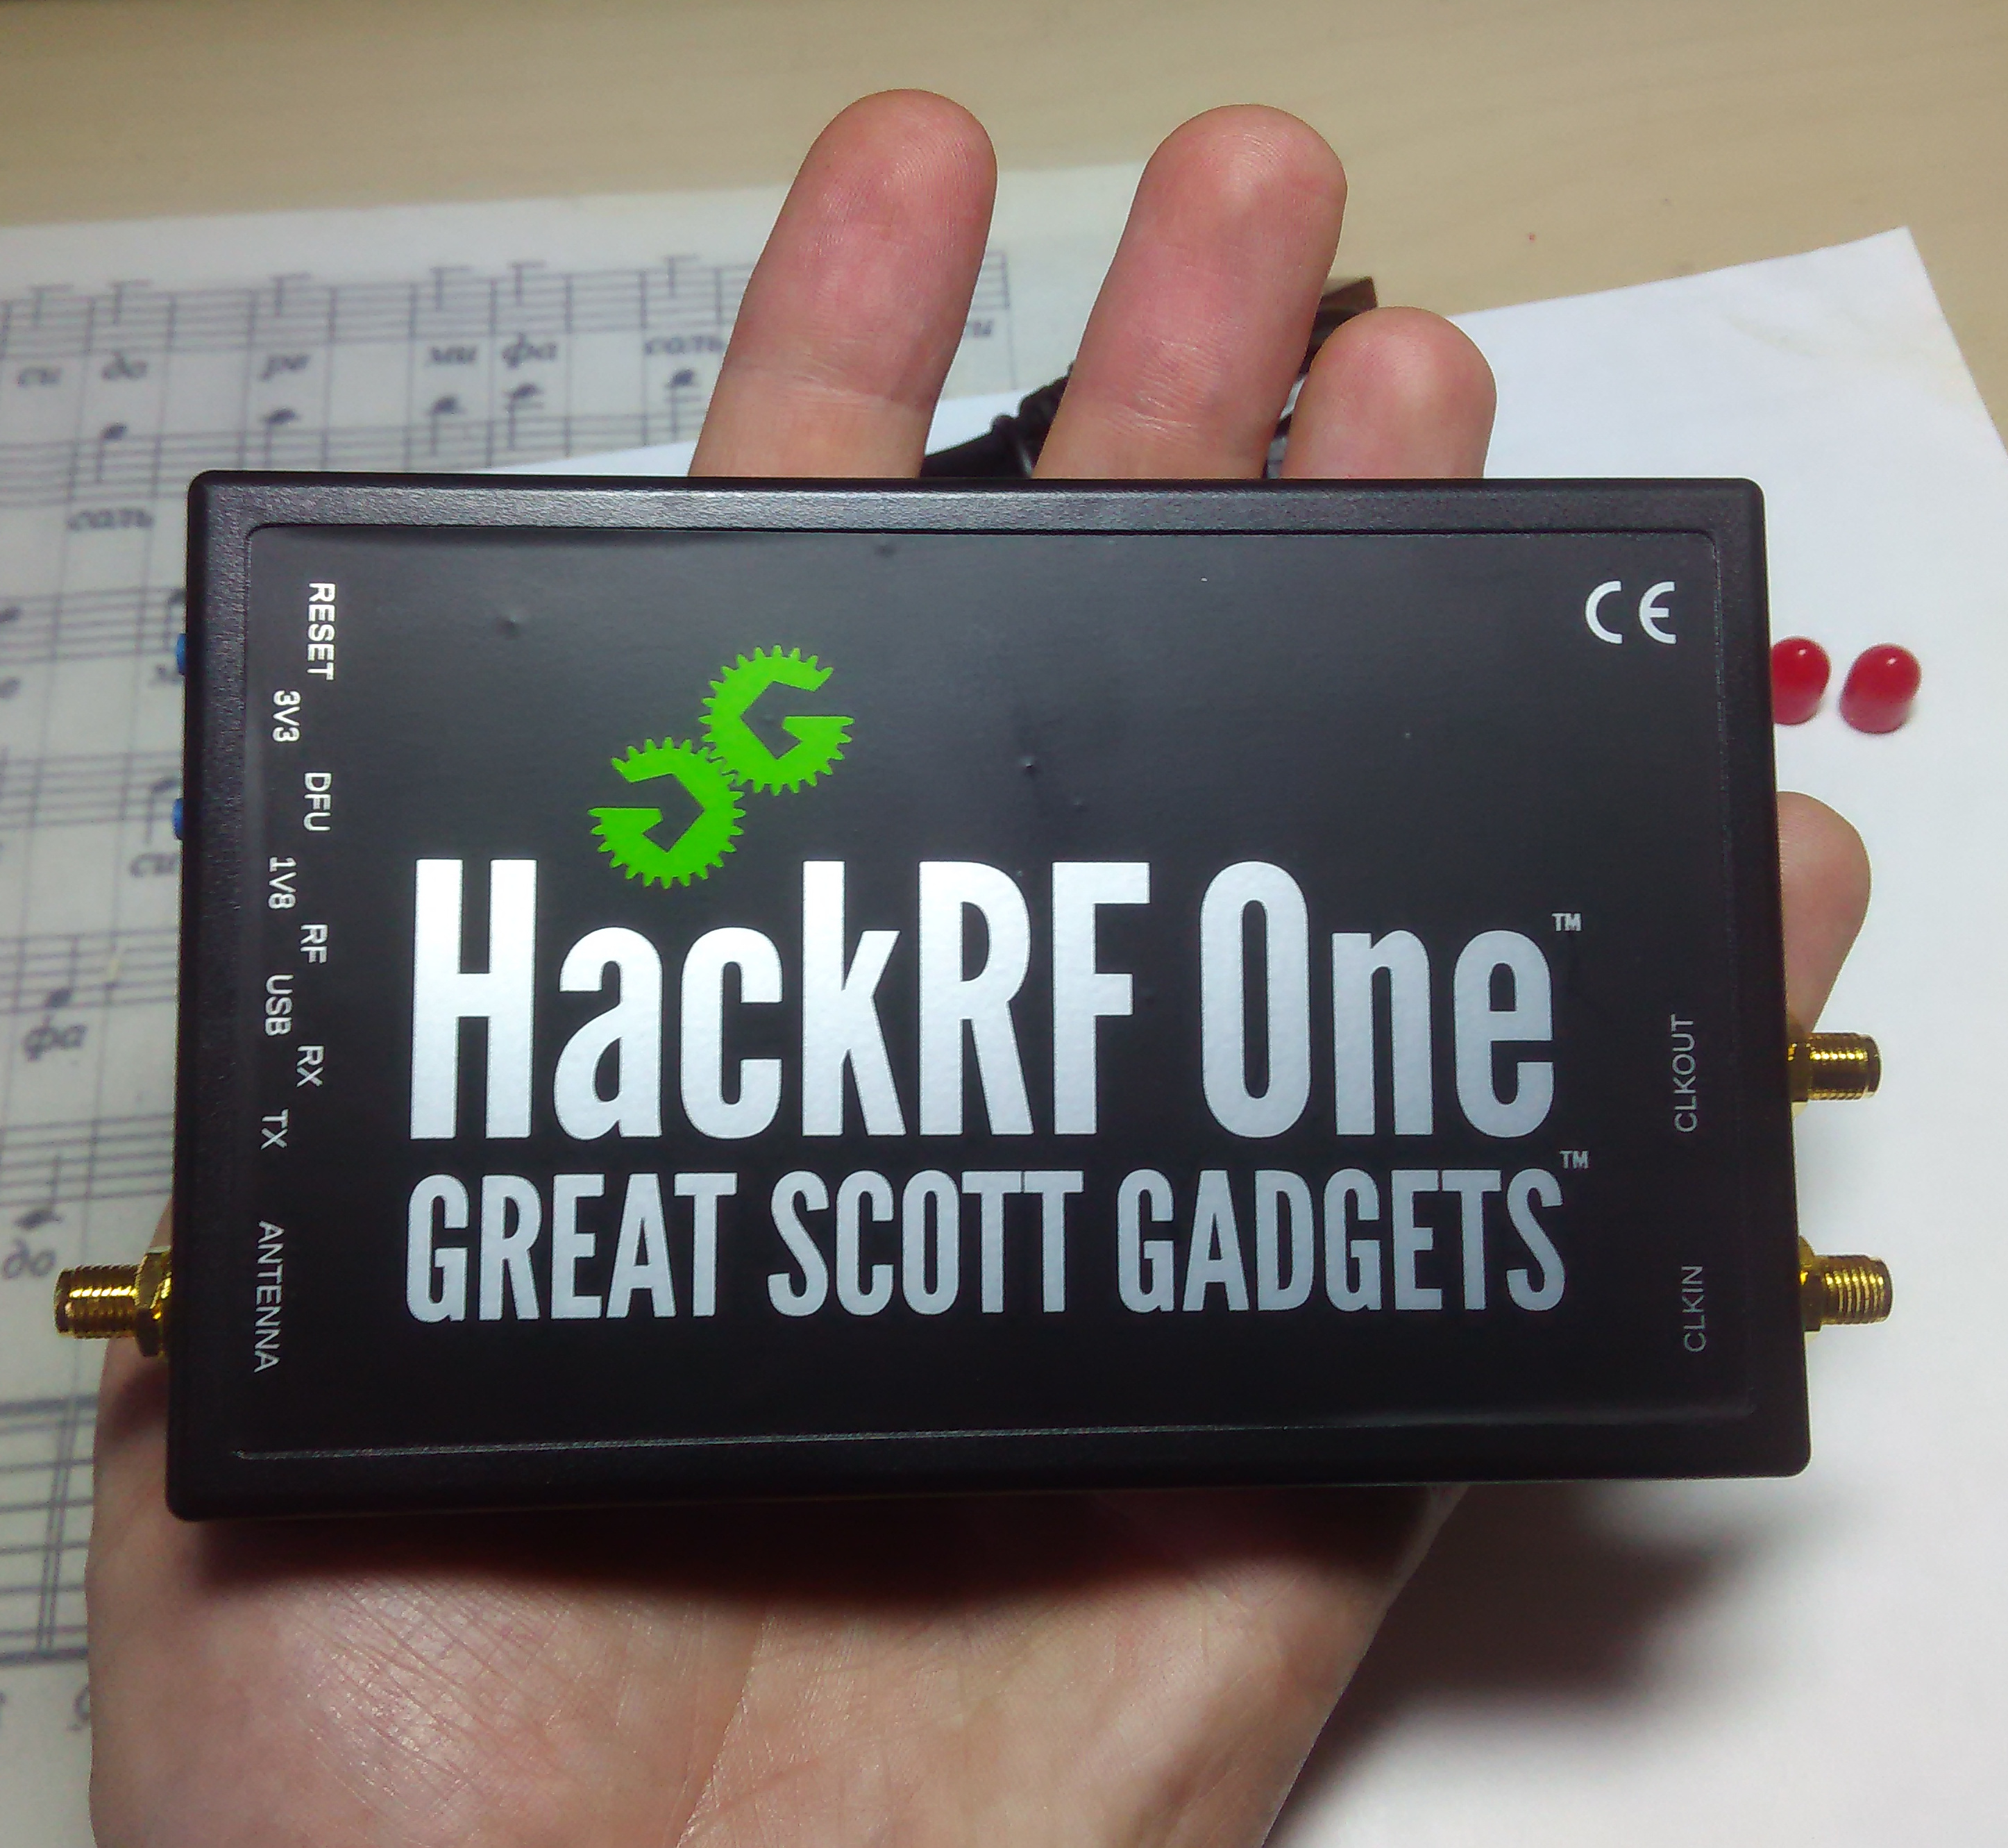 си до ре ми фа соль
соль
фа
до
RESET
3V3
DFU
1V8
RF
USB
RX
TX
ANTENNA
CE
HackRF One™
GREAT SCOTT GADGETS™
CLKOUT
CLKIN